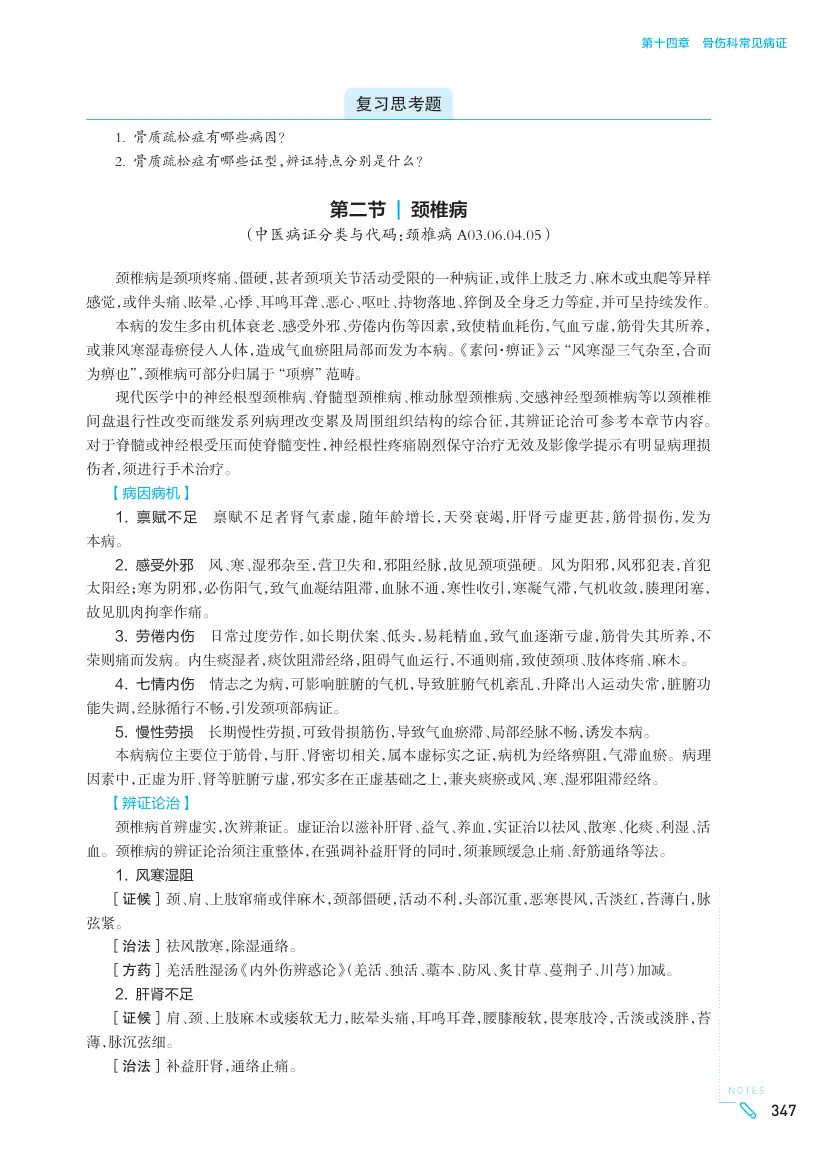 第十四章 骨伤科常见病证
复习思考题
1. 骨质疏松症有哪些病因?
2. 骨质疏松症有哪些证型,辨证特点分别是什么?
第二节 | 颈椎病
(中医病证分类与代码:颈椎病 A03.06.04.05)
颈椎病是颈项疼痛、僵硬,甚者颈项关节活动受限的一种病证,或伴上肢乏力、麻木或虫爬等异样
感觉,或伴头痛、眩晕、心悸、耳鸣耳聋、恶心、呕吐、持物落地、猝倒及全身乏力等症,并可呈持续发作。
本病的发生多由机体衰老、感受外邪、劳倦内伤等因素,致使精血耗伤,气血亏虚,筋骨失其所养,
或兼风寒湿毒瘀侵入人体,造成气血瘀阻局部而发为本病。《素问·痹证》云“风寒湿三气杂至,合而
为痹也”,颈椎病可部分归属于“项痹”范畴。
现代医学中的神经根型颈椎病、脊髓型颈椎病、椎动脉型颈椎病、交感神经型颈椎病等以颈椎椎
间盘退行性改变而继发系列病理改变累及周围组织结构的综合征,其辨证论治可参考本章节内容。
对于脊髓或神经根受压而使脊髓变性,神经根性疼痛剧烈保守治疗无效及影像学提示有明显病理损
伤者,须进行手术治疗。
【病因病机】
1. 禀赋不足 禀赋不足者肾气素虚,随年龄增长,天癸衰竭,肝肾亏虚更甚,筋骨损伤,发为
本病。
2. 感受外邪 风、寒、湿邪杂至,营卫失和,邪阻经脉,故见颈项强硬。风为阳邪,风邪犯表,首犯
太阳经;寒为阴邪,必伤阳气,致气血凝结阻滞,血脉不通,寒性收引,寒凝气滞,气机收敛,腠理闭塞,
故见肌肉拘挛作痛。
3. 劳倦内伤 日常过度劳作,如长期伏案、低头,易耗精血,致气血逐渐亏虚,筋骨失其所养,不
荣则痛而发病。内生痰湿者,痰饮阻滞经络,阻碍气血运行,不通则痛,致使颈项、肢体疼痛、麻木。
4. 七情内伤 情志之为病,可影响脏腑的气机,导致脏腑气机紊乱、升降出入运动失常,脏腑功
能失调,经脉循行不畅,引发颈项部病证。
5. 慢性劳损 长期慢性劳损,可致骨损筋伤,导致气血瘀滞、局部经脉不畅,诱发本病。
本病病位主要位于筋骨,与肝、肾密切相关,属本虚标实之证,病机为经络痹阻,气滞血瘀。病理
因素中,正虚为肝、肾等脏腑亏虚,邪实多在正虚基础之上,兼夹痰瘀或风、寒、湿邪阻滞经络。
【辨证论治】
颈椎病首辨虚实,次辨兼证。虚证治以滋补肝肾、益气、养血,实证治以祛风、散寒、化痰、利湿、活
血。颈椎病的辨证论治须注重整体,在强调补益肝肾的同时,须兼顾缓急止痛、舒筋通络等法。
1. 风寒湿阻
[证候] 颈、肩、上肢窜痛或伴麻木,颈部僵硬,活动不利,头部沉重,恶寒畏风,舌淡红,苔薄白,脉
弦紧。
[治法] 祛风散寒,除湿通络。
[方药] 羌活胜湿汤《内外伤辨惑论》(羌活、独活、藁本、防风、炙甘草、蔓荆子、川芎)加减。
2. 肝肾不足
[证候] 肩、颈、上肢麻木或痿软无力,眩晕头痛,耳鸣耳聋,腰膝酸软,畏寒肢冷,舌淡或淡胖,苔
薄,脉沉弦细。
[治法] 补益肝肾,通络止痛。
NOTES
347